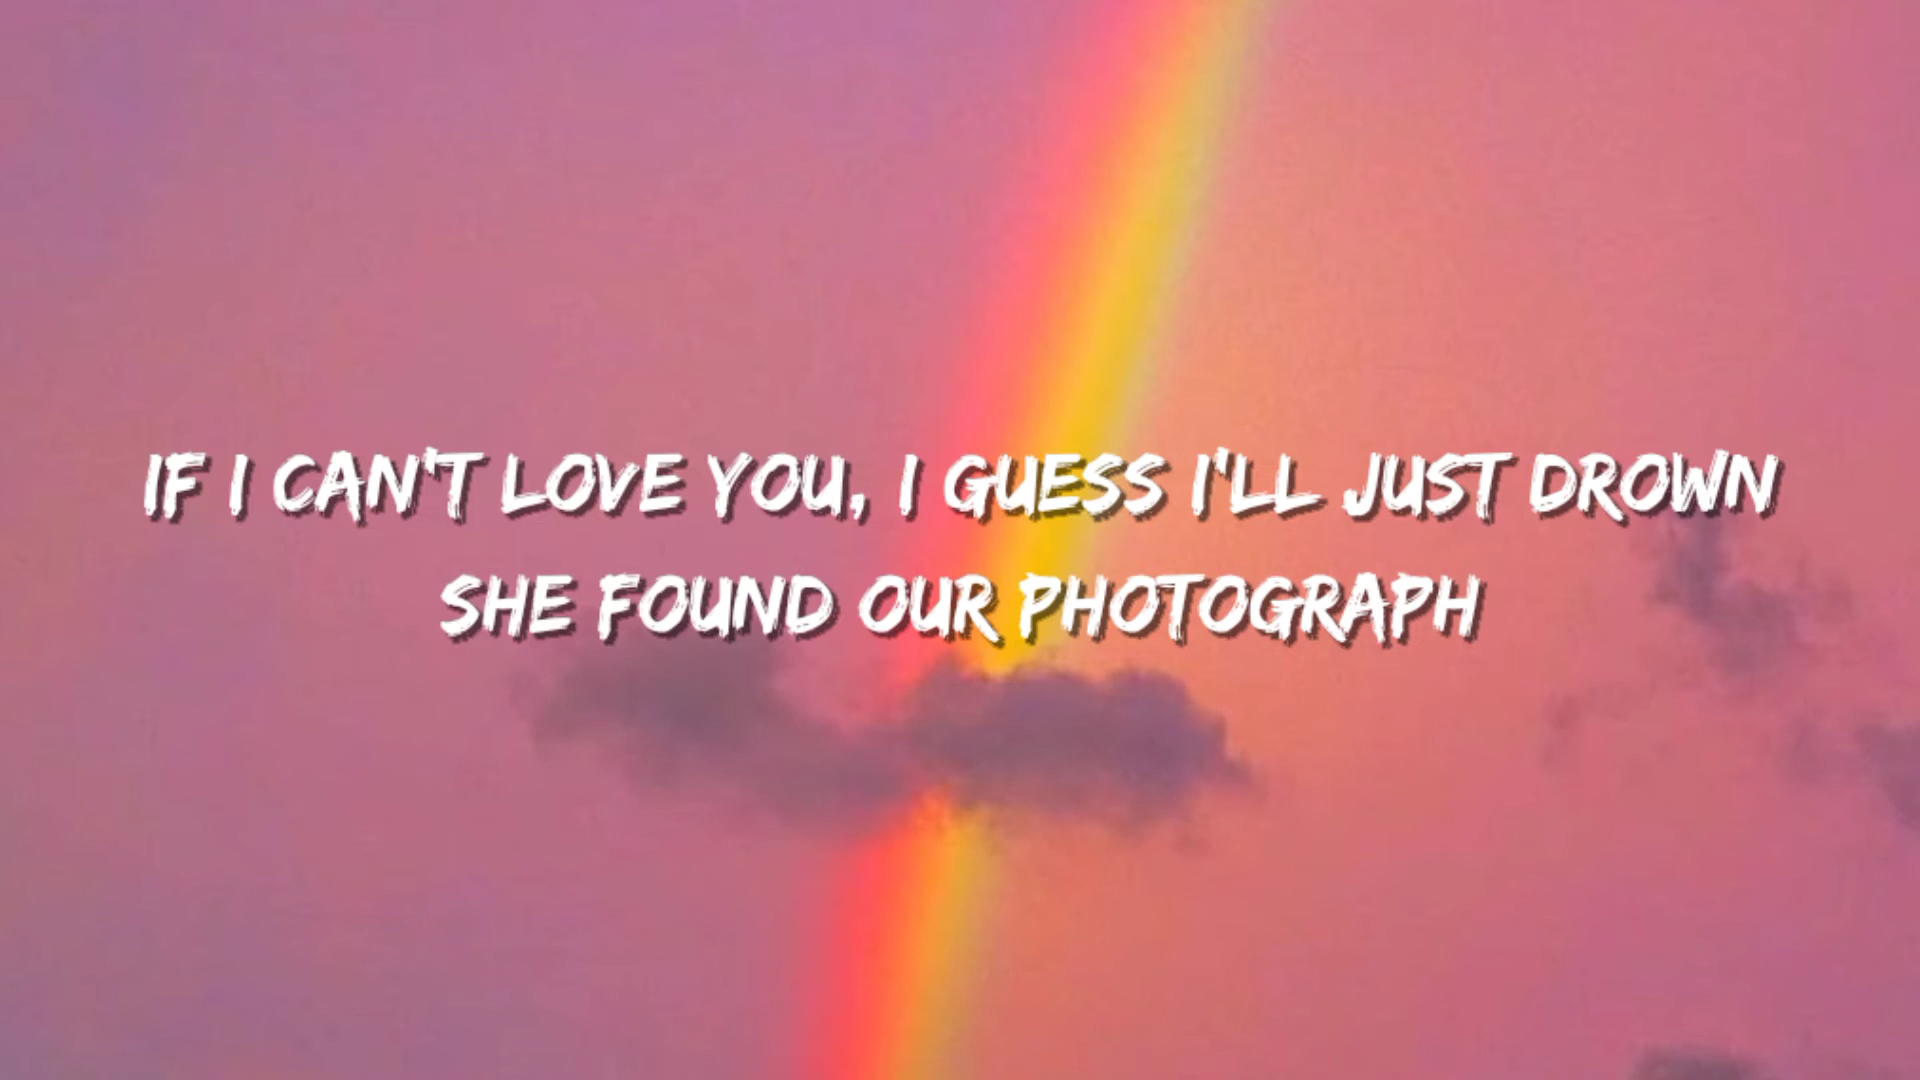 IF I CAN'T LOVE YOU, I GUESS I'LL JUST DROWN
SHE FOUND OUR PHOTOGRAPH